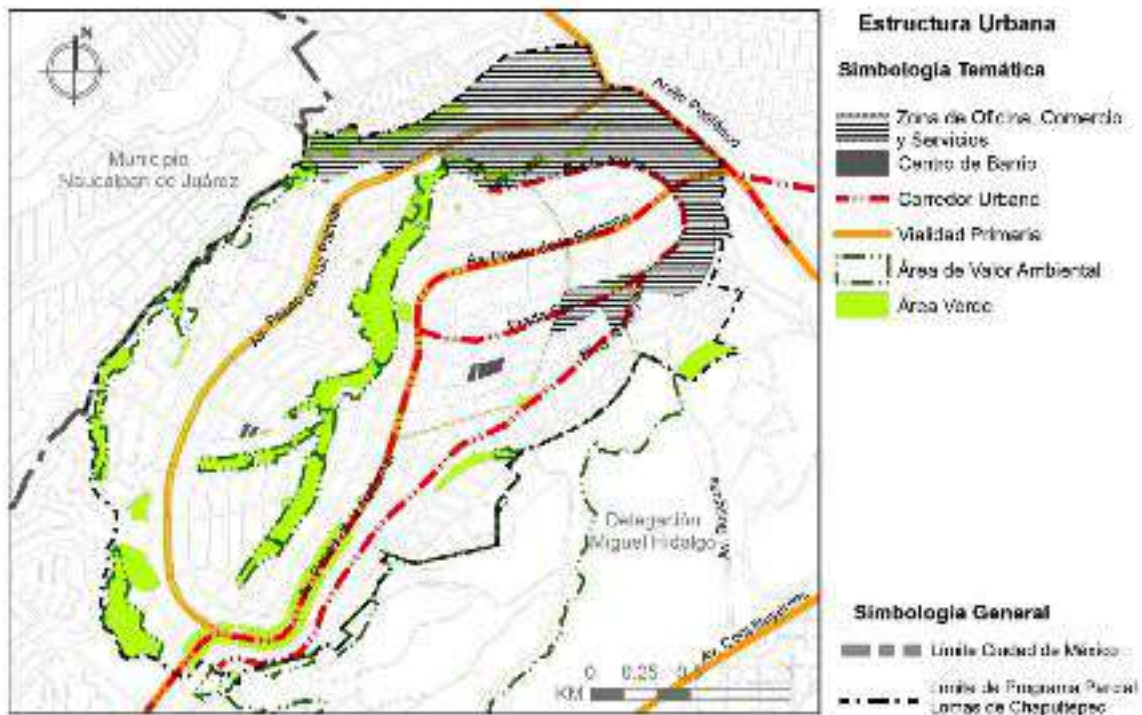 Estructura Urbana
Simbología Temática
Zona de Oficina, Comercio
y Servicios
Centro de Barrio
Corredor Urbano
Vialidad Primaria
Área de Valor Ambiental
Área Verde
Simbología General
Límite Ciudad de México
Límite de Programa Parcial
Lomas de Chapultepec
N
Municipio
Naucalpan de Juárez
Anillo Periférico
Av. Paseo de las Palmas
Av. Paseo de la Reforma
Delegación
Miguel Hidalgo
Av. Constituyentes
0 0.25
KM